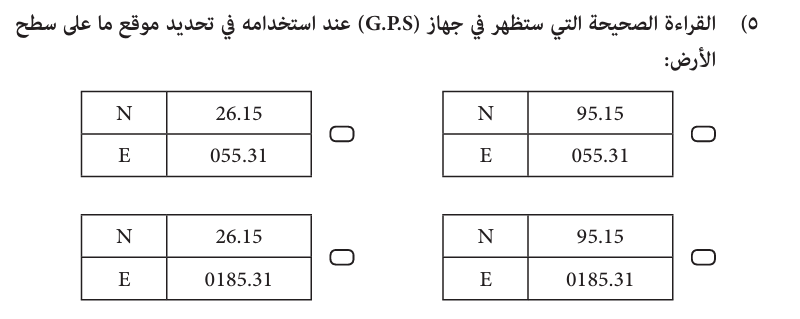 ٥) القراءة الصحيحة التي ستظهر في جهاز (G.P.S) عند استخدامه في تحديد موقع ما على سطح
الأرض:
N 95.15
E 055.31
N 26.15
E 055.31
N 95.15
E 0185.31
N 26.15
E 0185.31